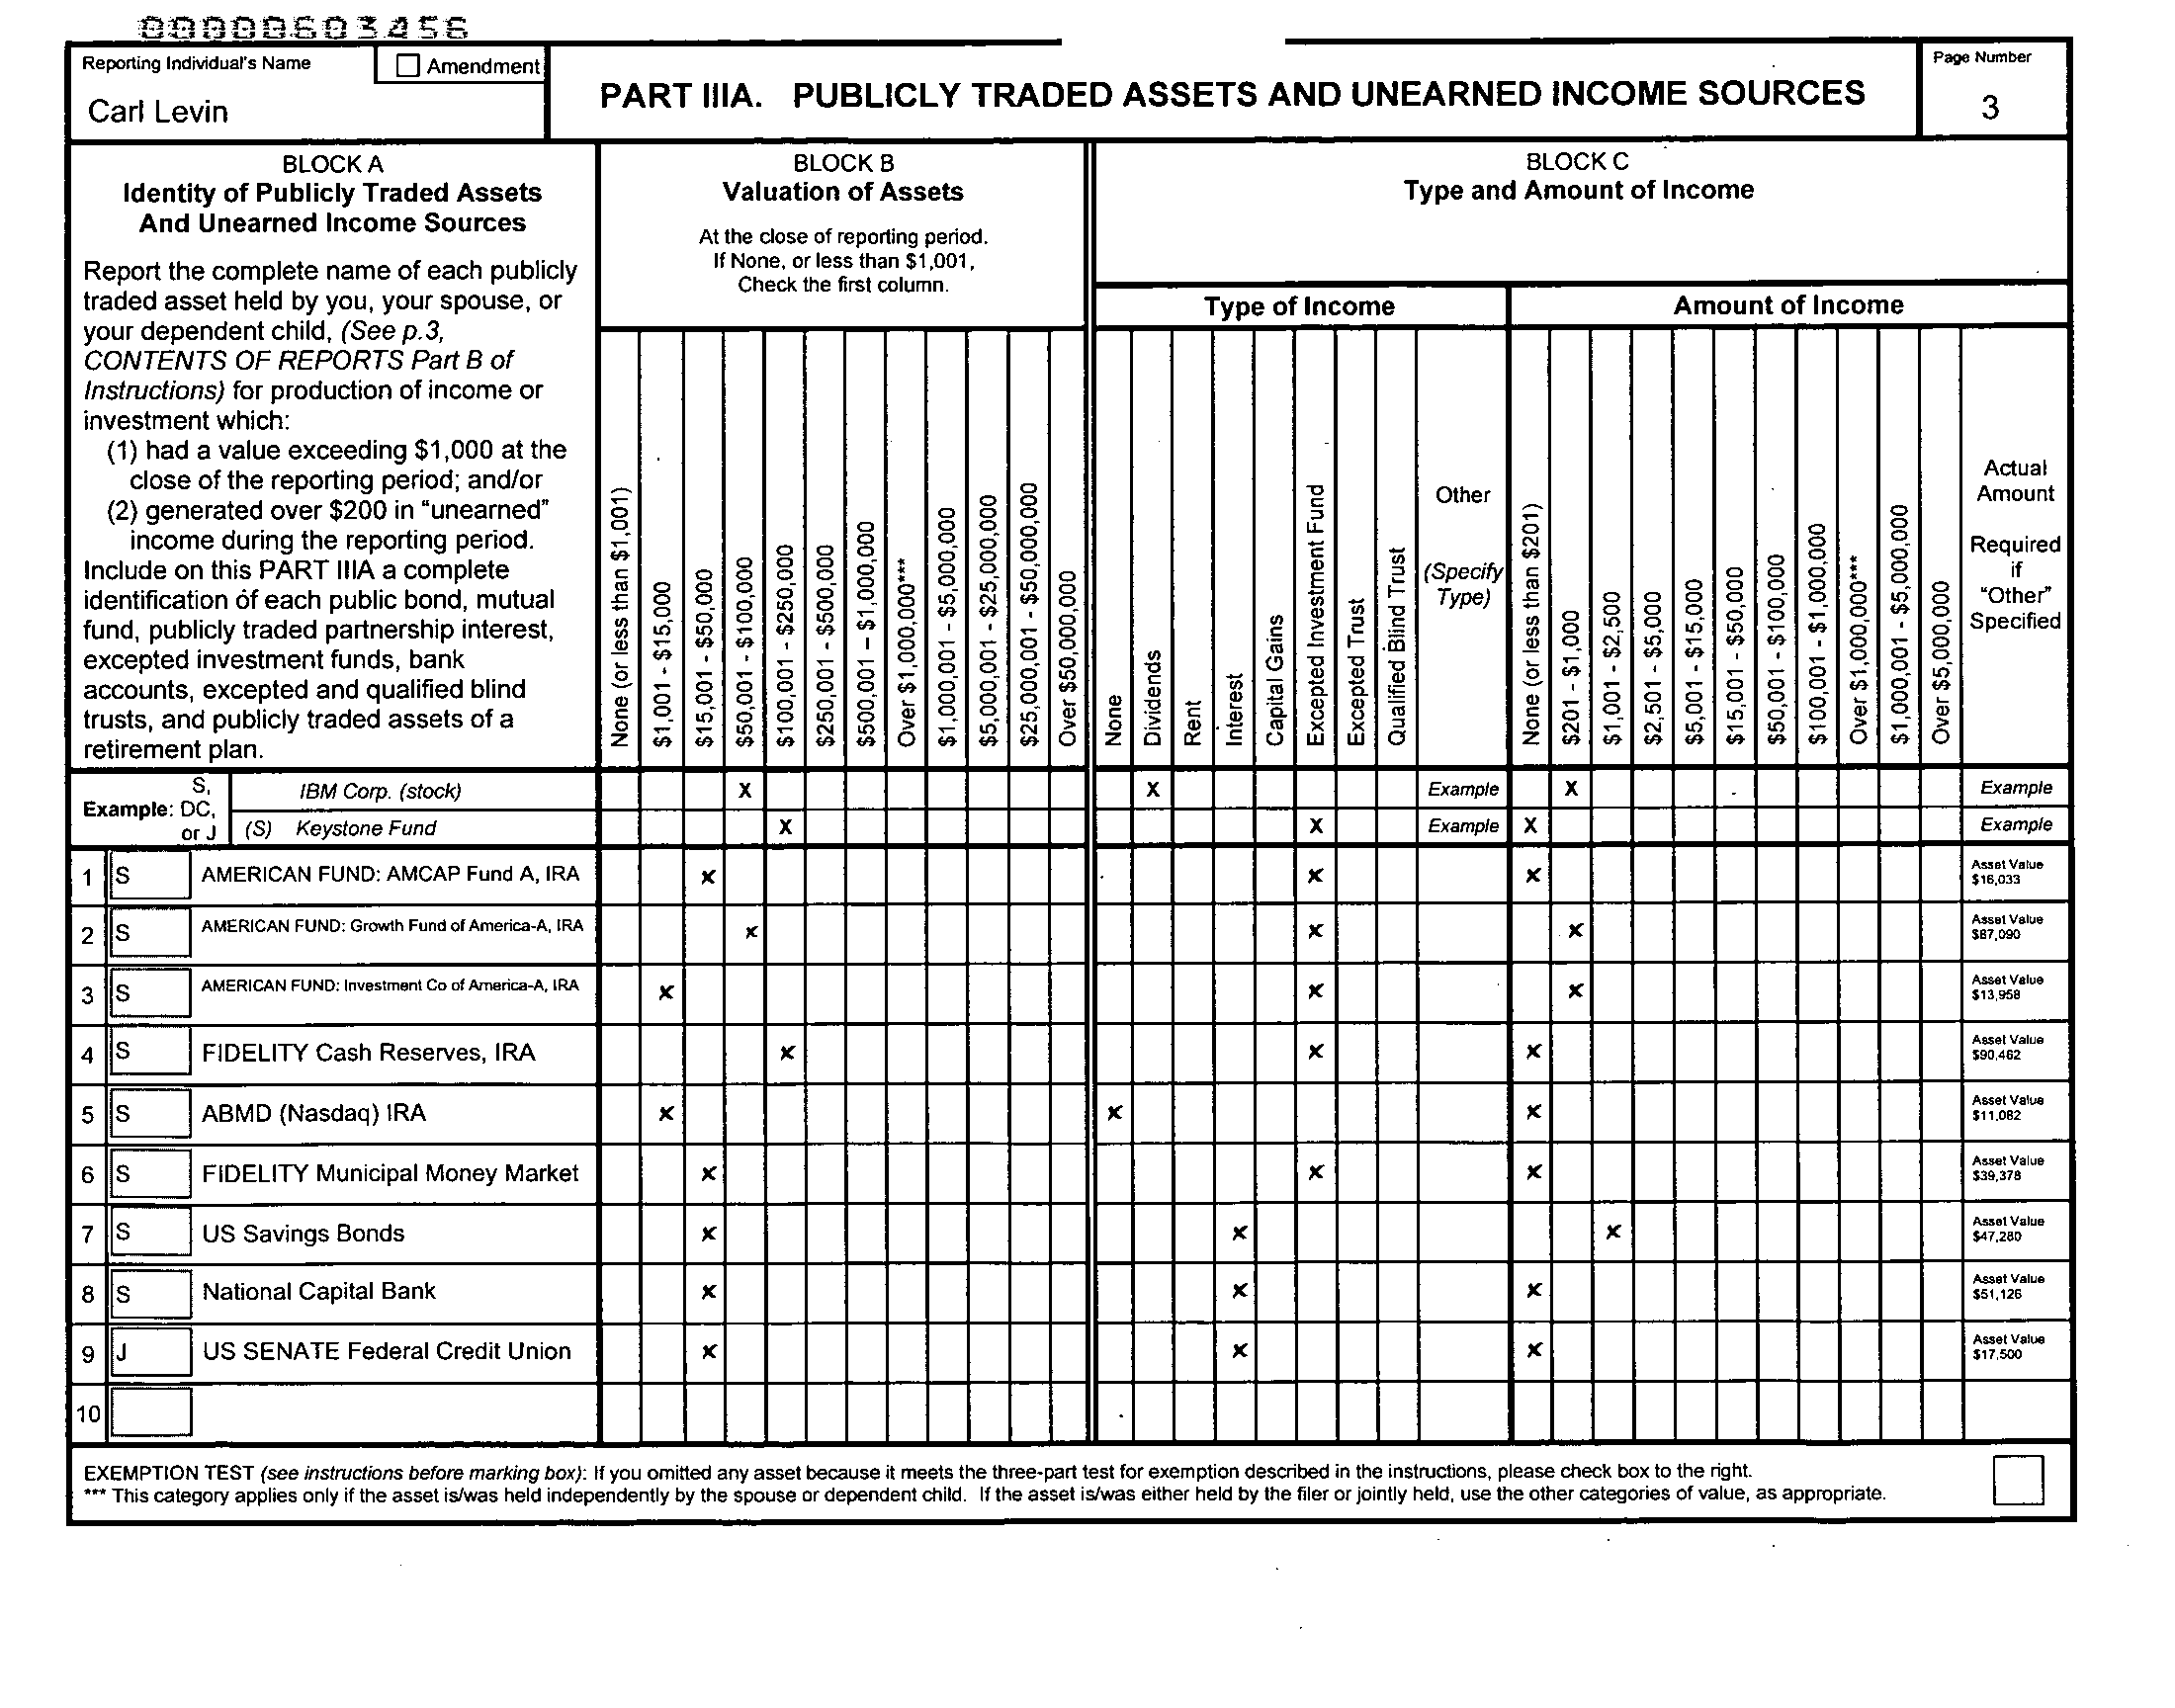 00000603456
Reporting Individual's Name
☐ Amendment
Carl Levin
PART IIIA. PUBLICLY TRADED ASSETS AND UNEARNED INCOME SOURCES
Page Number
3
BLOCK A
Identity of Publicly Traded Assets
And Unearned Income Sources
Report the complete name of each publicly
traded asset held by you, your spouse, or
your dependent child, (See p.3,
CONTENTS OF REPORTS Part B of
Instructions) for production of income or
investment which:
(1) had a value exceeding $1,000 at the
close of the reporting period; and/or
(2) generated over $200 in "unearned"
income during the reporting period.
Include on this PART IIIA a complete
identification of each public bond, mutual
fund, publicly traded partnership interest,
excepted investment funds, bank
accounts, excepted and qualified blind
trusts, and publicly traded assets of a
retirement plan.
BLOCK B
Valuation of Assets
At the close of reporting period.
If None, or less than $1,001,
Check the first column.
None (or less than $1,001)
$1,001 - $15,000
$15,001 - $50,000
$50,001 - $100,000
$100,001 - $250,000
$250,001 - $500,000
$500,001 – $1,000,000
Over $1,000,000***
$1,000,001 - $5,000,000
$5,000,001 - $25,000,000
$25,000,001 - $50,000,000
Over $50,000,000
BLOCK C
Type and Amount of Income
Type of Income
None
Dividends
Rent
Interest
Capital Gains
Excepted Investment Fund
Excepted Trust
Qualified Blind Trust
Other
(Specify
Type)
Amount of Income
None (or less than $201)
$201 - $1,000
$1,001 - $2,500
$2,501 - $5,000
$5,001 - $15,000
$15,001 - $50,000
$50,001 - $100,000
$100,001 - $1,000,000
Over $1,000,000***
$1,000,001 - $5,000,000
Over $5,000,000
Actual
Amount
Required
if
"Other"
Specified
Example: S, DC, or J
IBM Corp. (stock) X X Example X Example
(S) Keystone Fund X X Example X Example
1 S AMERICAN FUND: AMCAP Fund A, IRA x x x Asset Value $16,033
2 S AMERICAN FUND: Growth Fund of America-A, IRA x x x Asset Value $87,090
3 S AMERICAN FUND: Investment Co of America-A, IRA x x x Asset Value $13,958
4 S FIDELITY Cash Reserves, IRA x x x Asset Value $90,462
5 S ABMD (Nasdaq) IRA x x x Asset Value $11,082
6 S FIDELITY Municipal Money Market x x x Asset Value $39,378
7 S US Savings Bonds x x x Asset Value $47,280
8 S National Capital Bank x x x Asset Value $51,126
9 J US SENATE Federal Credit Union x x x Asset Value $17,500
10
EXEMPTION TEST (see instructions before marking box): If you omitted any asset because it meets the three-part test for exemption described in the instructions, please check box to the right.
*** This category applies only if the asset is/was held independently by the spouse or dependent child. If the asset is/was either held by the filer or jointly held, use the other categories of value, as appropriate.